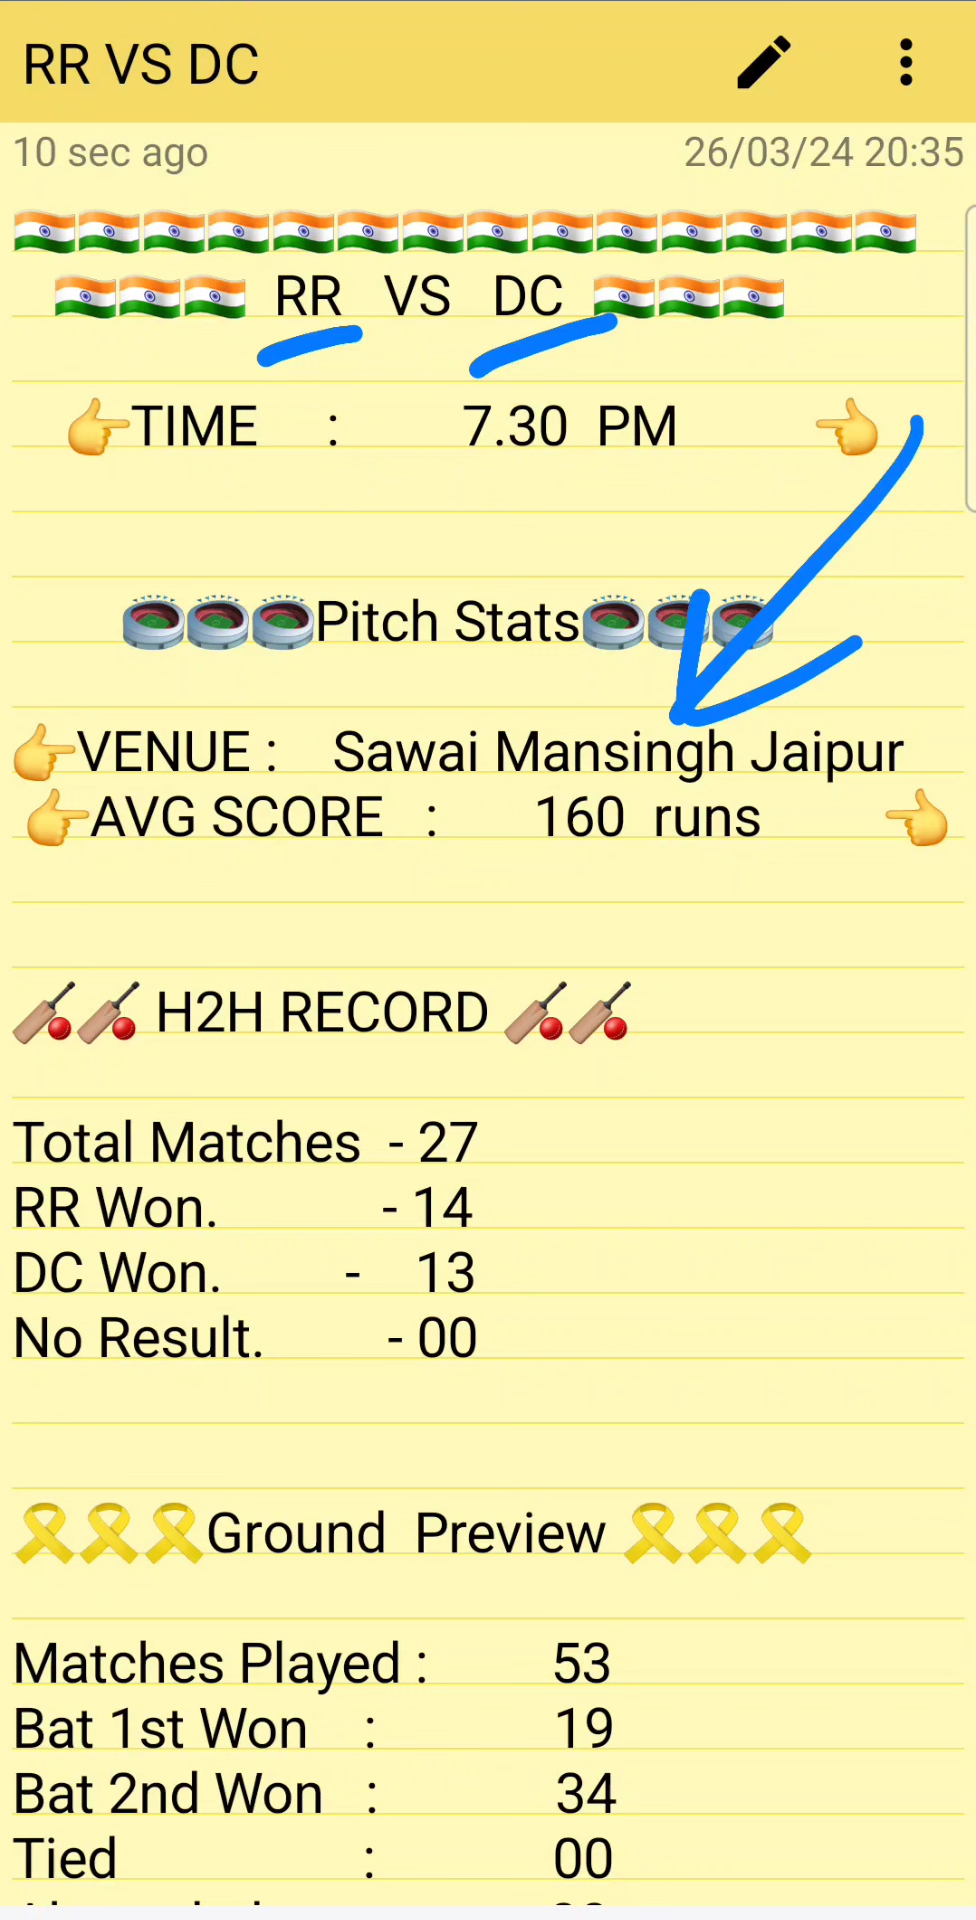 RR VS DC
10 sec ago 26/03/24 20:35
RR VS DC
TIME : 7.30 PM
Pitch Stats
VENUE : Sawai Mansingh Jaipur
AVG SCORE : 160 runs
H2H RECORD
Total Matches - 27
RR Won. - 14
DC Won. - 13
No Result. - 00
Ground Preview
Matches Played : 53
Bat 1st Won : 19
Bat 2nd Won : 34
Tied : 00